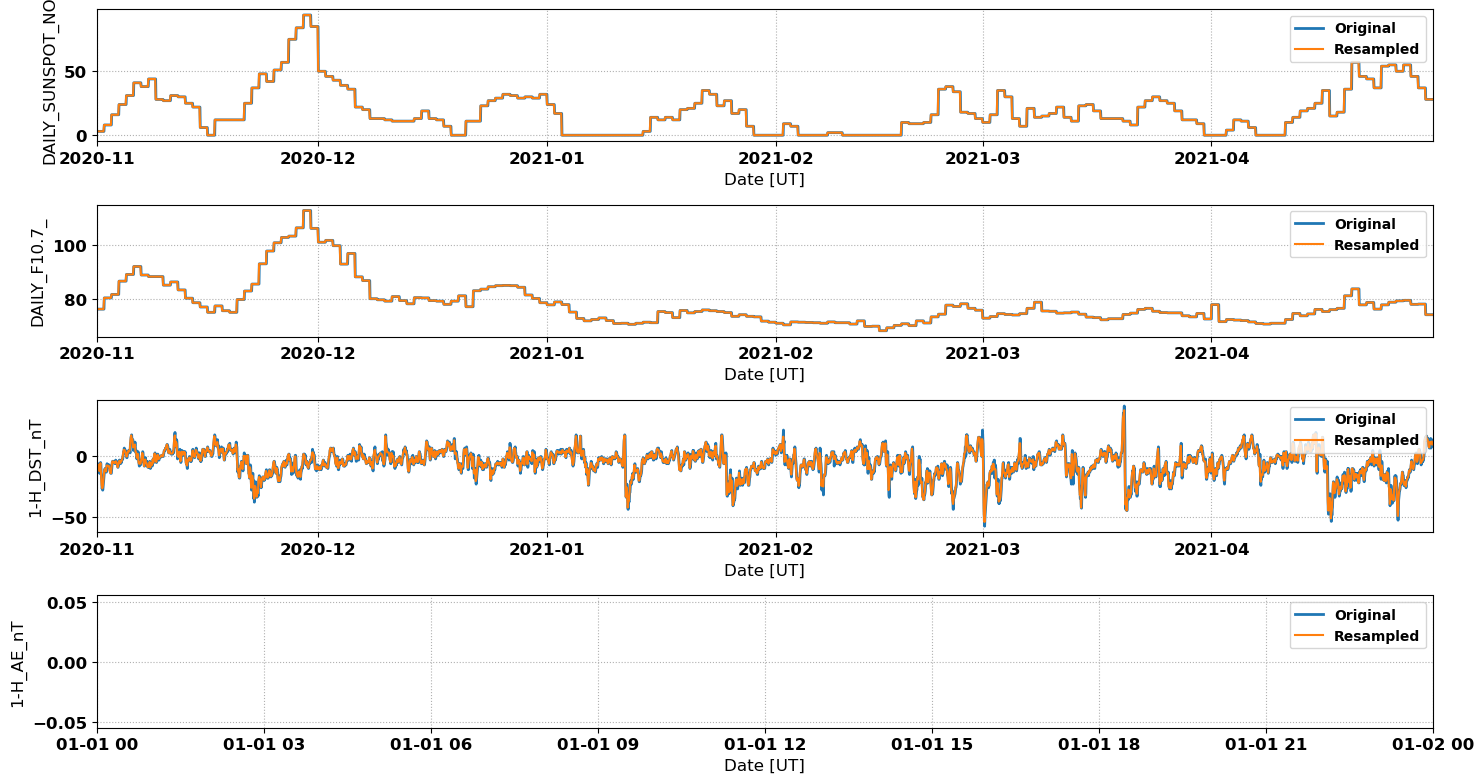 DAILY_SUNSPOT_NO
50
0
Original
Resampled
2020-11 2020-12 2021-01 2021-02 2021-03 2021-04
Date [UT]
DAILY_F10.7_
100
80
Original
Resampled
2020-11 2020-12 2021-01 2021-02 2021-03 2021-04
Date [UT]
1-H_DST_nT
0
−50
Original
Resampled
2020-11 2020-12 2021-01 2021-02 2021-03 2021-04
Date [UT]
1-H_AE_nT
0.05
0.00
−0.05
Original
Resampled
01-01 00 01-01 03 01-01 06 01-01 09 01-01 12 01-01 15 01-01 18 01-01 21 01-02 00
Date [UT]